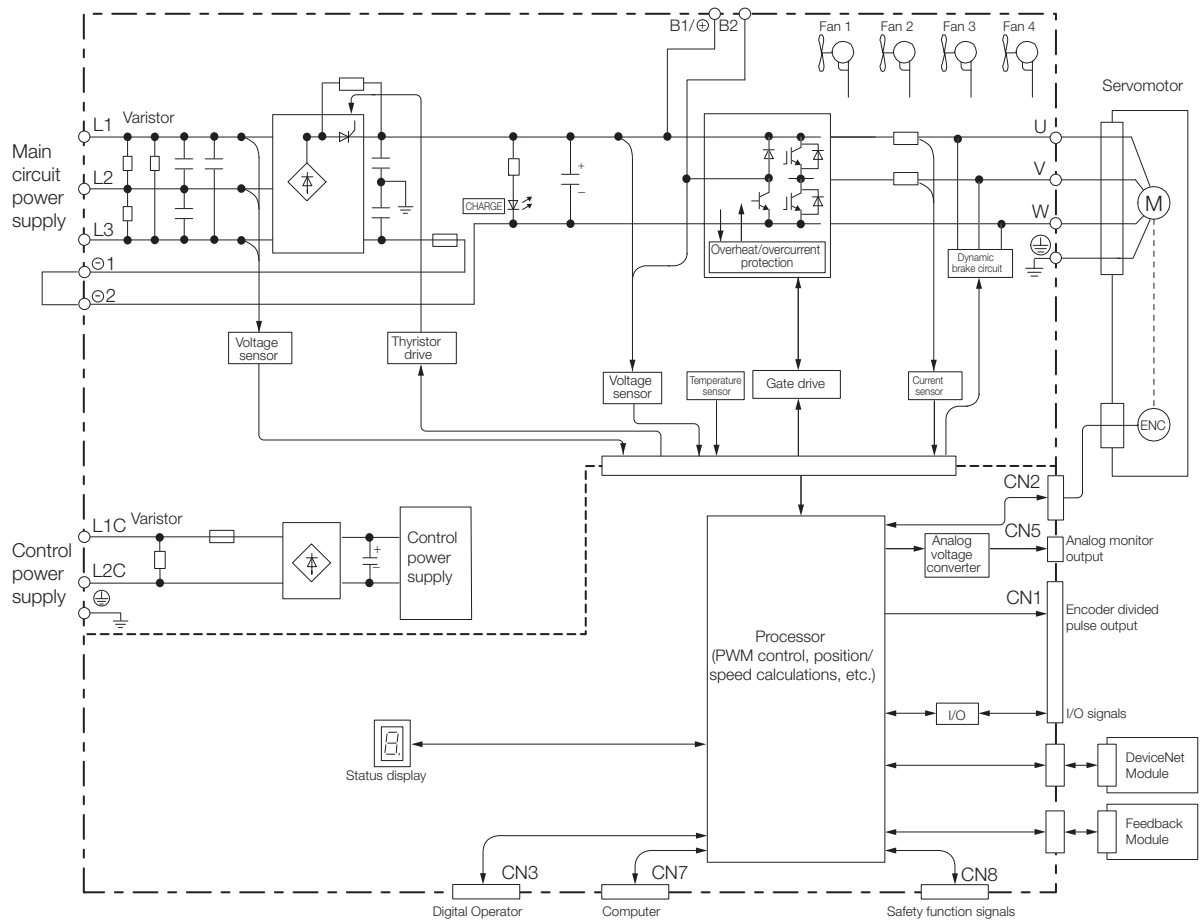 B1/⊕ B2
Fan 1 Fan 2 Fan 3 Fan 4
Servomotor
Main
circuit
power
supply
L1
L2
L3
⊖1
⊖2
Varistor
CHARGE
+
−
Overheat/overcurrent
protection
U
V
W
M
Dynamic
brake circuit
Voltage
sensor
Thyristor
drive
Voltage
sensor
Temperature
sensor
Gate drive
Current
sensor
ENC
Control
power
supply
L1C
L2C
Varistor
+
−
Control
power
supply
CN2
CN5
Analog
voltage
converter
Analog monitor
output
CN1
Encoder divided
pulse output
Processor
(PWM control, position/
speed calculations, etc.)
I/O
I/O signals
8.
Status display
DeviceNet
Module
Feedback
Module
CN3
CN7
CN8
Digital Operator
Computer
Safety function signals